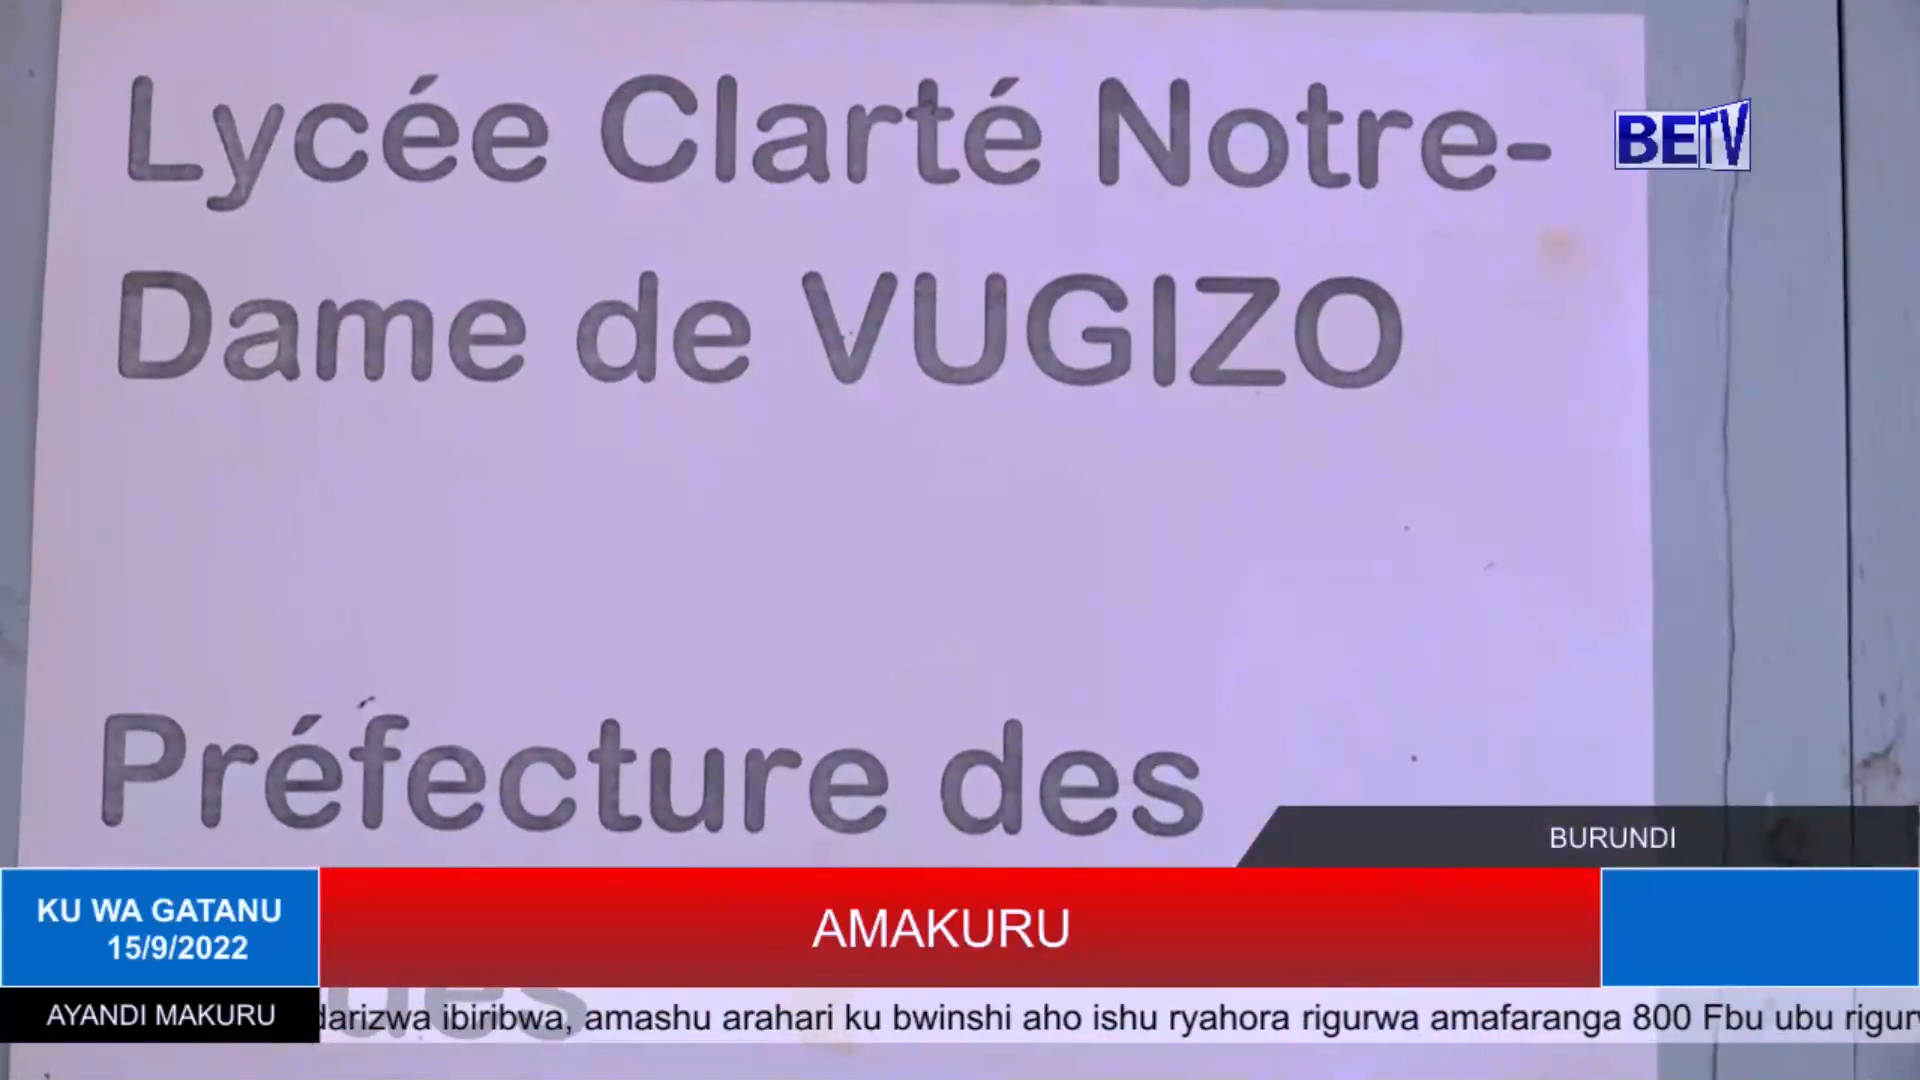 Lycée Clarté Notre-
Dame de VUGIZO
BETV
Préfecture des
BURUNDI
KU WA GATANU
15/9/2022
AMAKURU
AYANDI MAKURU
ibiribwa, amashu arahari ku bwinshi aho ishu ryahora rigurwa amafaranga 800 Fbu ubu